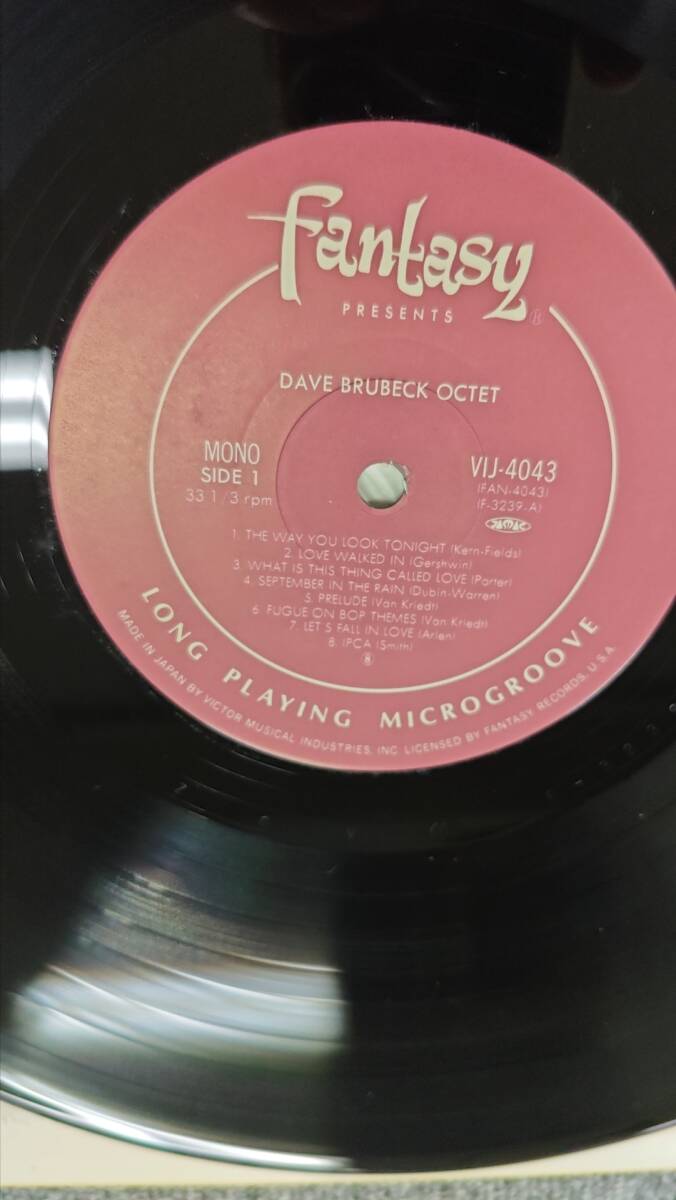 fantasy
PRESENTS
®
DAVE BRUBECK OCTET
MONO
SIDE 1
33 1/3 rpm
VIJ-4043
(FAN-4043)
(F-3239-A)
JASRAC
1. THE WAY YOU LOOK TONIGHT (Kern-Fields)
2. LOVE WALKED IN (Gershwin)
3. WHAT IS THIS THING CALLED LOVE (Porter)
4. SEPTEMBER IN THE RAIN (Dubin-Warren)
5. PRELUDE (Van Kriedt)
6. FUGUE ON BOP THEMES (Van Kriedt)
7. LET'S FALL IN LOVE (Arlen)
8. IPCA (Smith)
LONG PLAYING MICROGROOVE
MADE IN JAPAN BY VICTOR MUSICAL INDUSTRIES, INC. LICENSED BY FANTASY RECORDS, U.S.A.